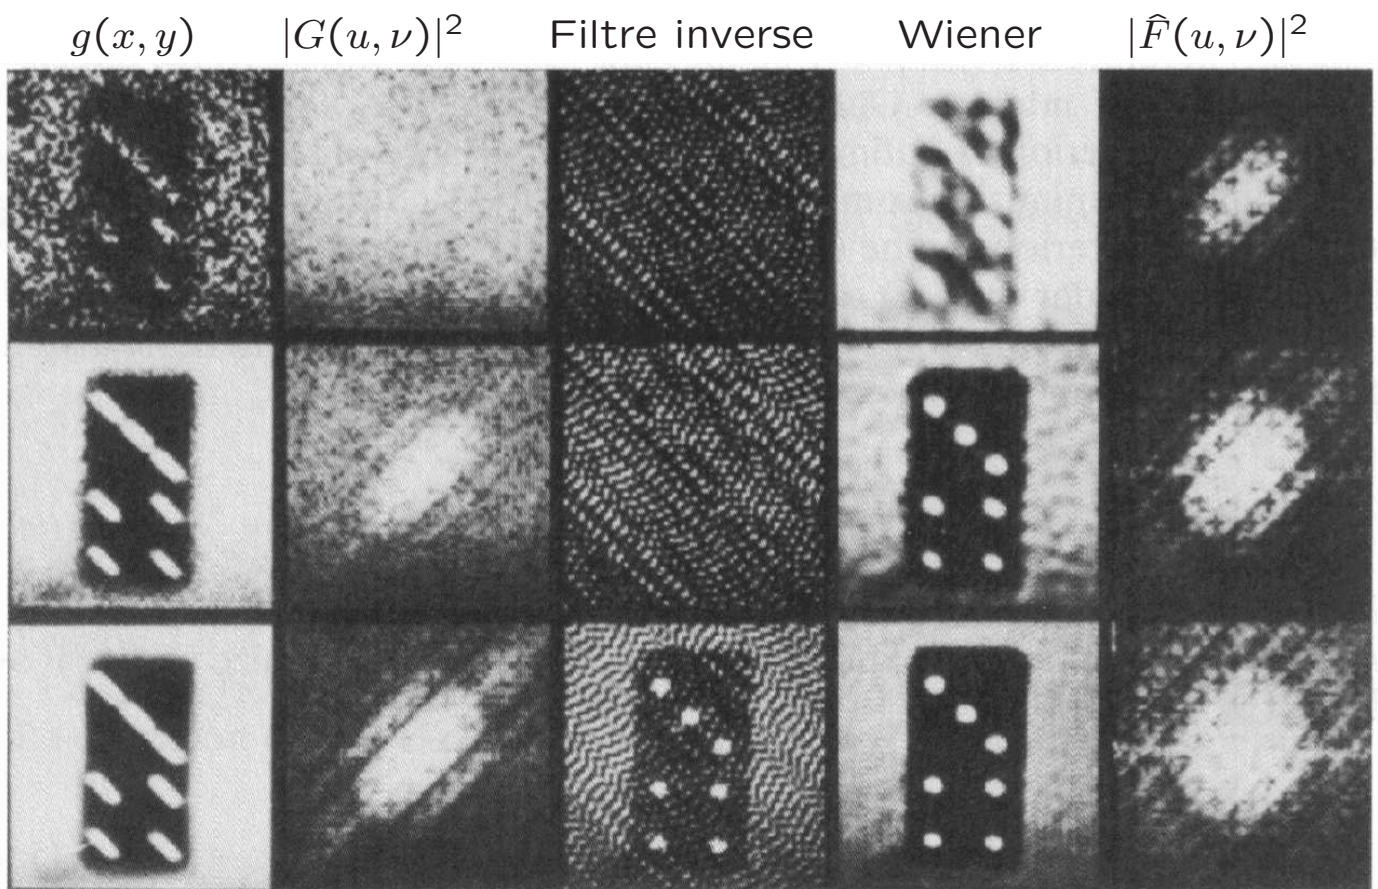 g(x, y) |G(u, ν)|² Filtre inverse Wiener |F̂(u, ν)|²